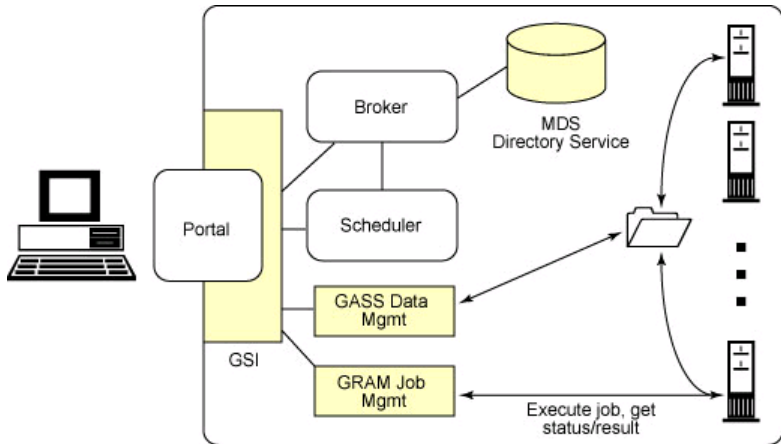 Broker
MDS
Directory Service
Portal
Scheduler
GASS Data
Mgmt
GSI
GRAM Job
Mgmt
Execute job, get
status/result